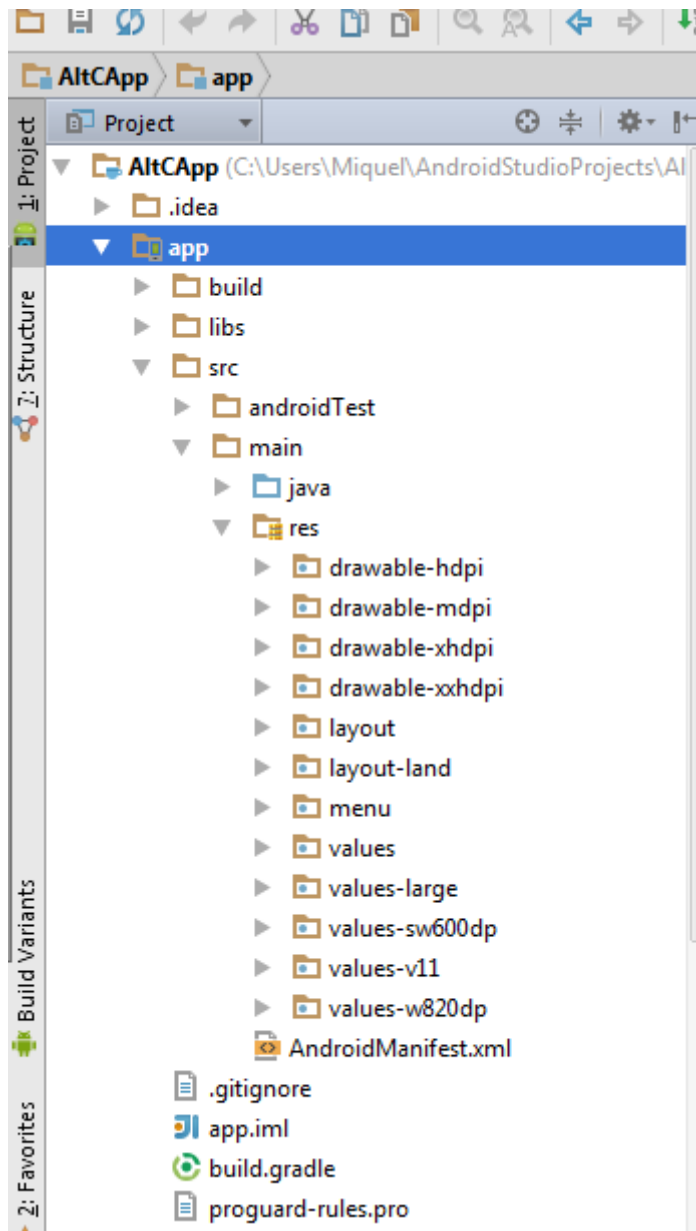 AltCApp app
Project
AltCApp (C:\Users\Miquel\AndroidStudioProjects\Al
.idea
app
build
libs
src
androidTest
main
java
res
drawable-hdpi
drawable-mdpi
drawable-xhdpi
drawable-xxhdpi
layout
layout-land
menu
values
values-large
values-sw600dp
values-v11
values-w820dp
AndroidManifest.xml
.gitignore
app.iml
build.gradle
proguard-rules.pro
1: Project
7: Structure
Build Variants
2: Favorites